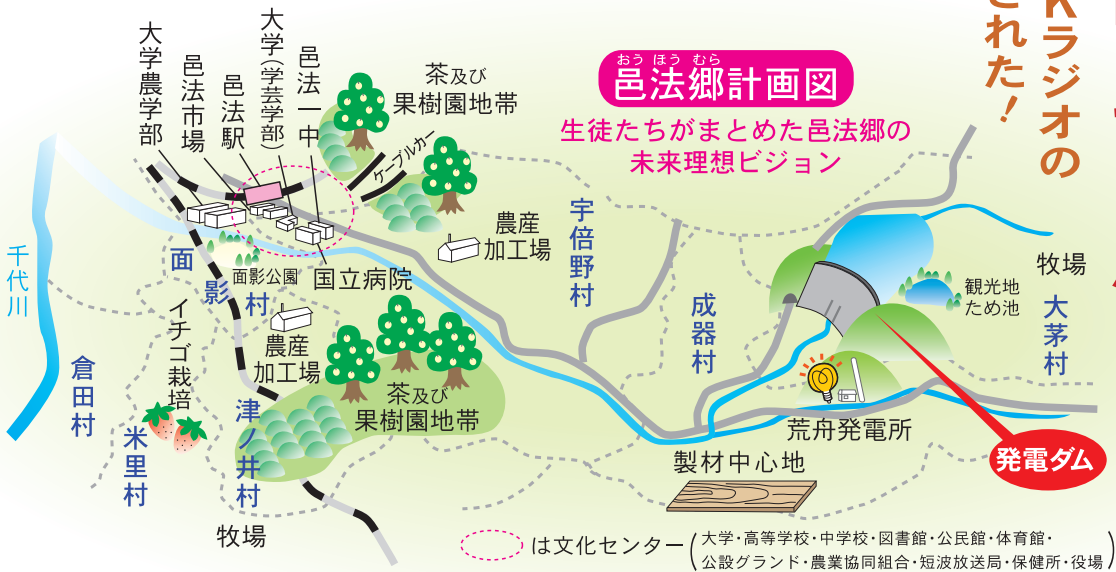 Kラジオの
された!
おうほうむら
邑法郷計画図
生徒たちがまとめた邑法郷の
未来理想ビジョン
大学農学部
邑法市場
邑法駅
大学(学芸学部)
邑法一中
茶及び
果樹園地帯
ケーブルカー
農産
加工場
宇倍野村
成器村
牧場
大茅村
観光地
ため池
千代川
面影村
面影公園
国立病院
イチゴ栽培
農産
加工場
倉田村
米里村
津ノ井村
茶及び
果樹園地帯
牧場
製材中心地
荒舟発電所
発電ダム
は文化センター
(大学・高等学校・中学校・図書館・公民館・体育館・
公設グランド・農業協同組合・短波放送局・保健所・役場)